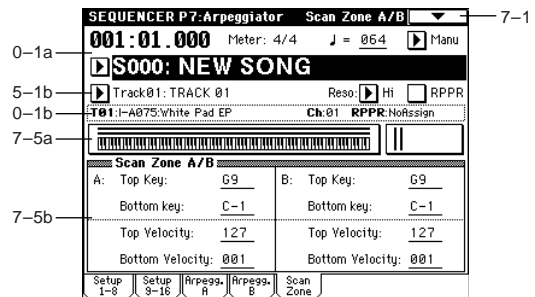 SEQUENCER P7:Arpeggiator Scan Zone A/B
7–1
001:01.000 Meter: 4/4 ♩ = 064 Manu
0–1a
S000: NEW SONG
5–1b
Track01: TRACK 01 Reso: Hi RPPR
0–1b
T01:I-A075:White Pad EP Ch:01 RPPR:NoAssign
7–5a
Scan Zone A/B
A: Top Key: G9 B: Top Key: G9
Bottom key: C-1 Bottom Key: C-1
7–5b
Top Velocity: 127 Top Velocity: 127
Bottom Velocity: 001 Bottom Velocity: 001
Setup 1-8 Setup 9-16 Arpegg. A Arpegg. B Scan Zone